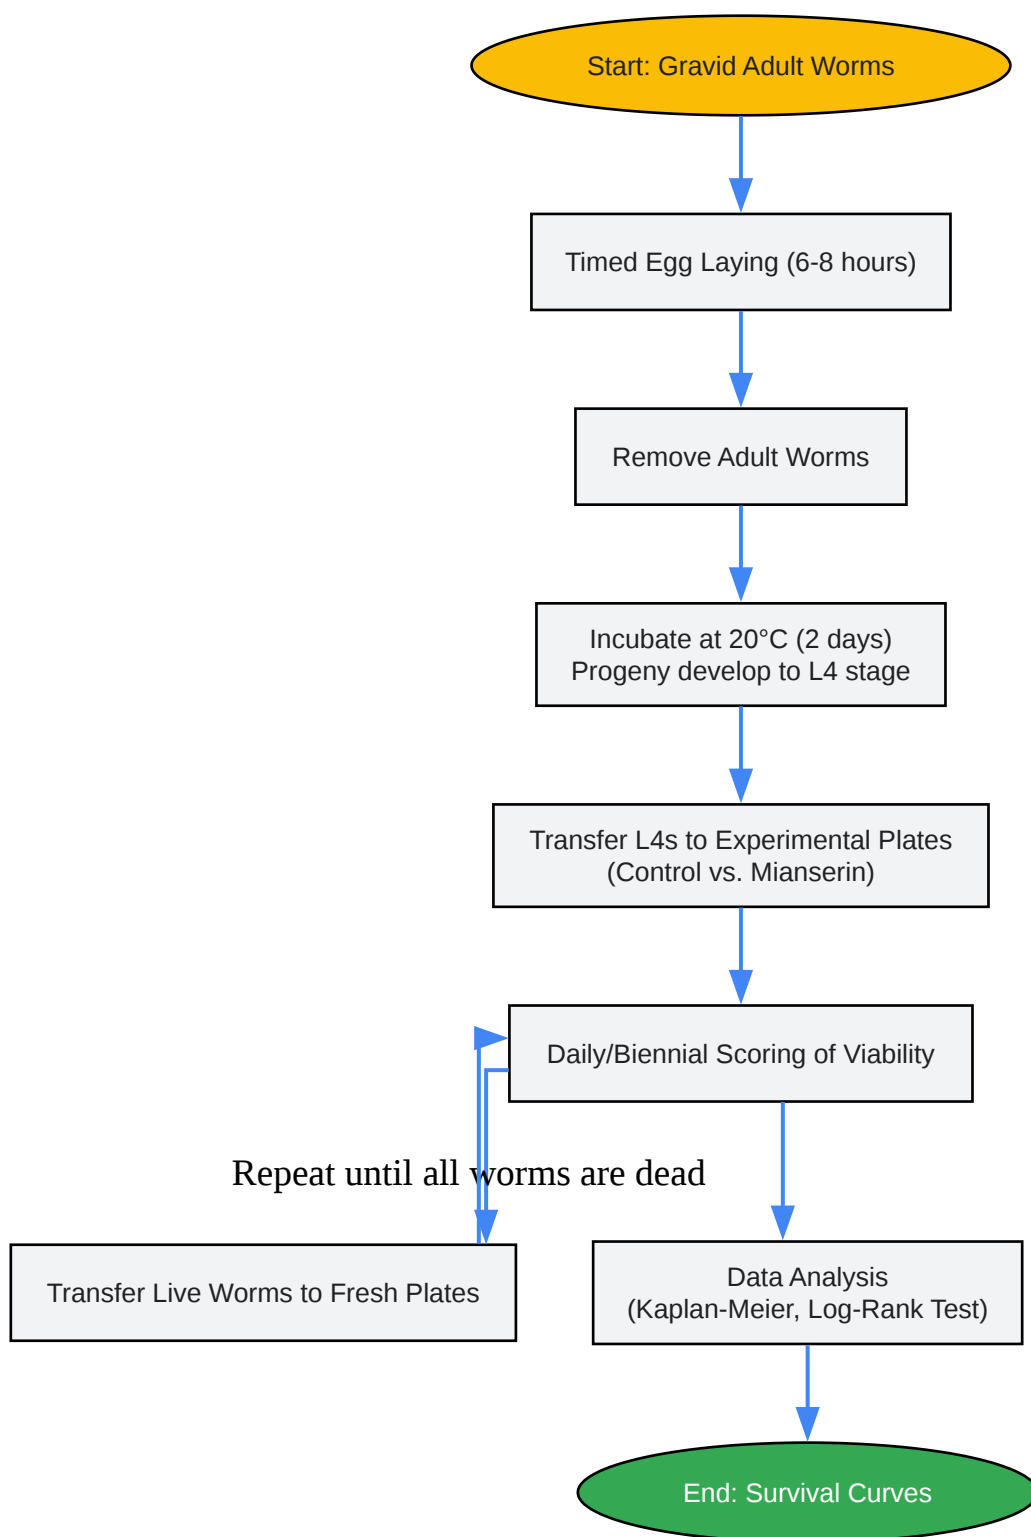 Start: Gravid Adult Worms
Timed Egg Laying (6-8 hours)
Remove Adult Worms
Incubate at 20°C (2 days)
Progeny develop to L4 stage
Transfer L4s to Experimental Plates
(Control vs. Mianserin)
Daily/Biennial Scoring of Viability
Repeat until all worms are dead
Transfer Live Worms to Fresh Plates
Data Analysis
(Kaplan-Meier, Log-Rank Test)
End: Survival Curves